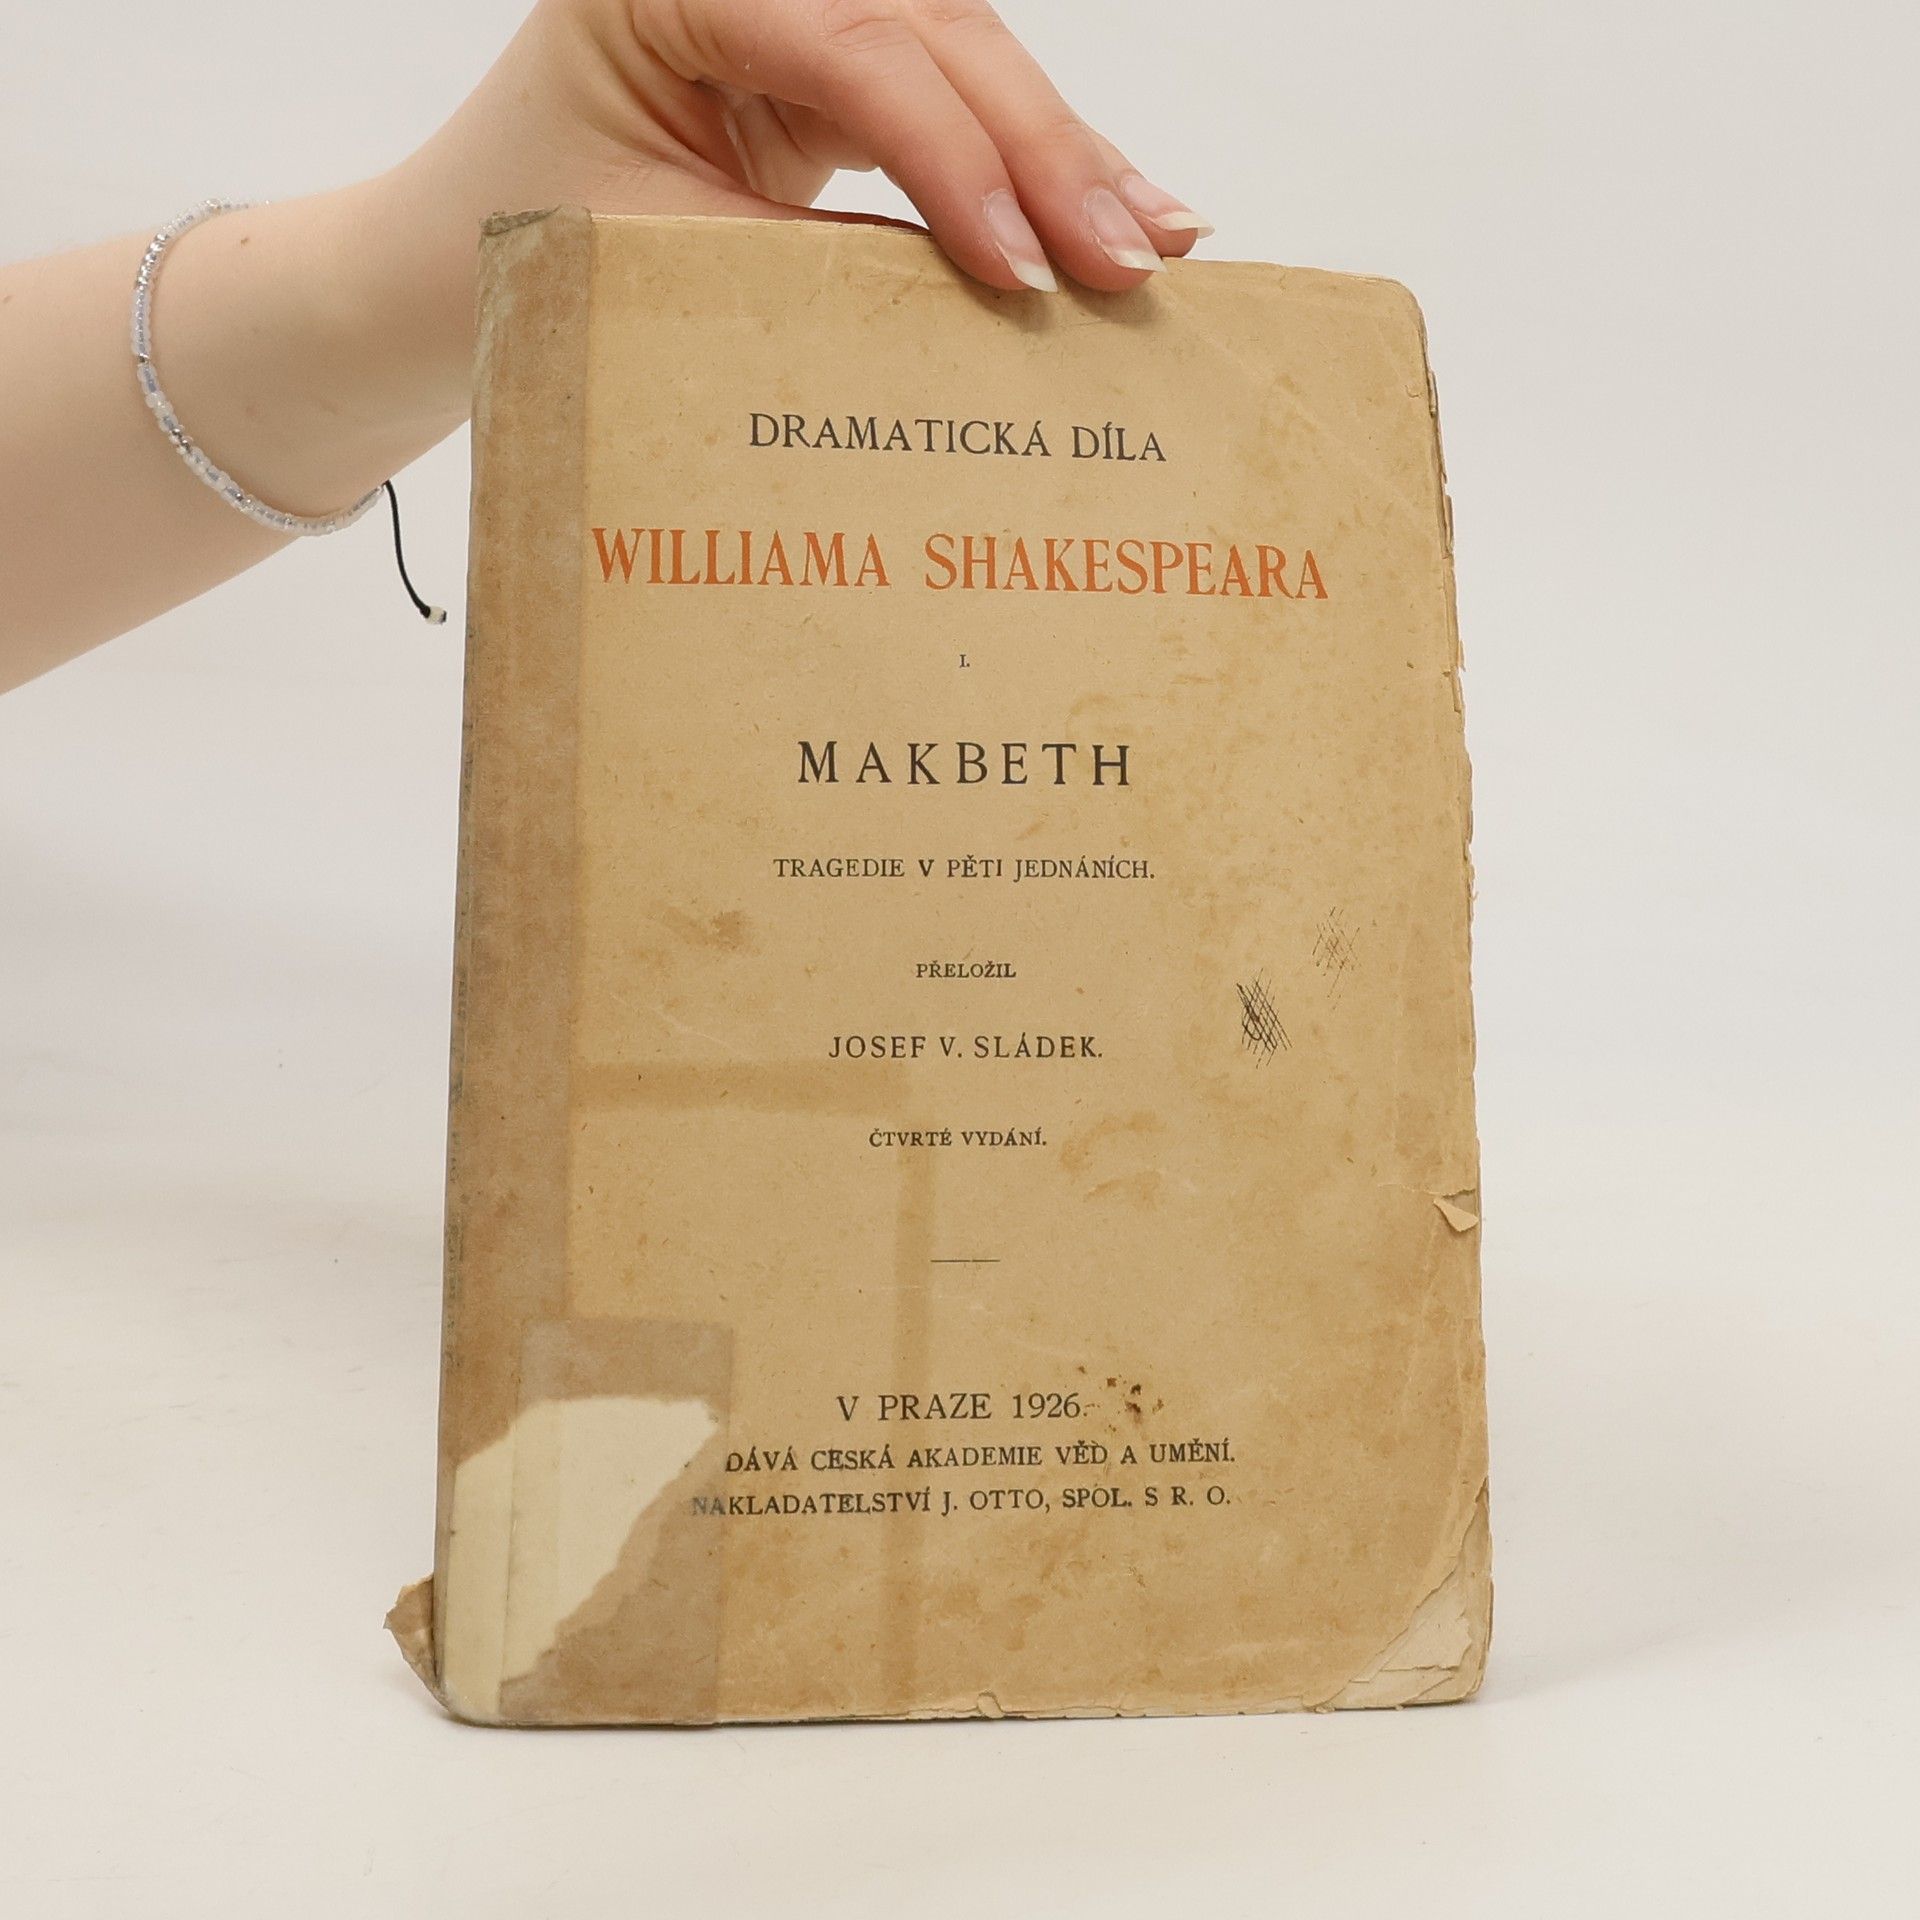 DRAMATICKÁ DÍLA
WILLIAMA SHAKESPEARA
I.
MAKBETH
TRAGEDIE V PĚTI JEDNÁNÍCH.
PŘELOŽIL
JOSEF V. SLÁDEK.
ČTVRTÉ VYDÁNÍ.
V PRAZE 1926.
DÁVÁ ČESKÁ AKADEMIE VĚD A UMĚNÍ.
NAKLADATELSTVÍ J. OTTO, SPOL. S R. O.